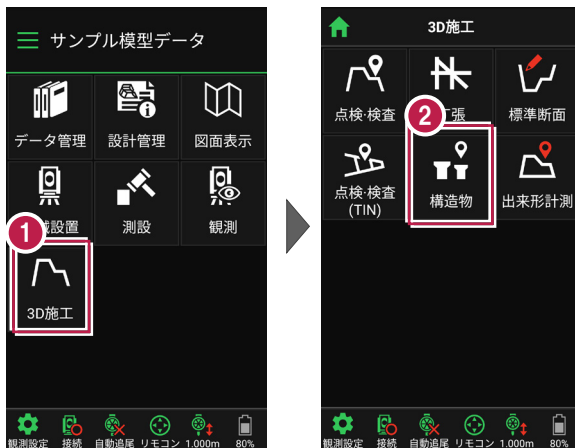 サンプル模型データ
データ管理
設計管理
図面表示
械設置
測設
観測
1
3D施工
観測設定
接続
自動追尾
リモコン
1.000m
80%
3D施工
点検·検査
張
標準断面
2
点検·検査
(TIN)
構造物
出来形計測
観測設定
接続
自動追尾
リモコン
1.000m
80%